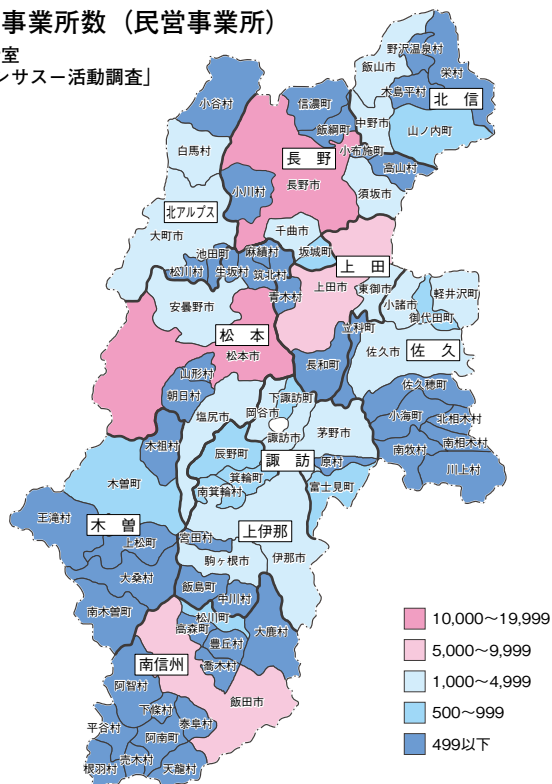 事業所数（民営事業所）
室
ンサスー活動調査」
野沢温泉村
飯山市
栄村
小谷村
木島平村
北信
信濃町
飯綱町
中野市
山ノ内町
白馬村
長野
小布施町
高山村
長野市
須坂市
小川村
北アルプス
千曲市
大町市
麻績村
坂城町
池田町
上田
松川村
生坂村
筑北村
上田市
東御市
軽井沢町
青木村
小諸市
安曇野市
御代田町
松本
立科町
佐久
松本市
佐久市
山形村
長和町
佐久穂町
朝日村
下諏訪町
塩尻市
岡谷市
小海町
北相木村
諏訪市
茅野市
木祖村
南相木村
辰野町
諏訪
南牧村
原村
川上村
木曽町
箕輪町
富士見町
南箕輪村
王滝村
木曽
上伊那
上松町
宮田村
伊那市
駒ヶ根市
大桑村
飯島町
中川村
南木曽町
松川町
高森町
大鹿村
豊丘村
南信州
喬木村
阿智村
飯田市
下條村
泰阜村
平谷村
阿南町
売木村
根羽村
天龍村
10,000～19,999
5,000～9,999
1,000～4,999
500～999
499以下